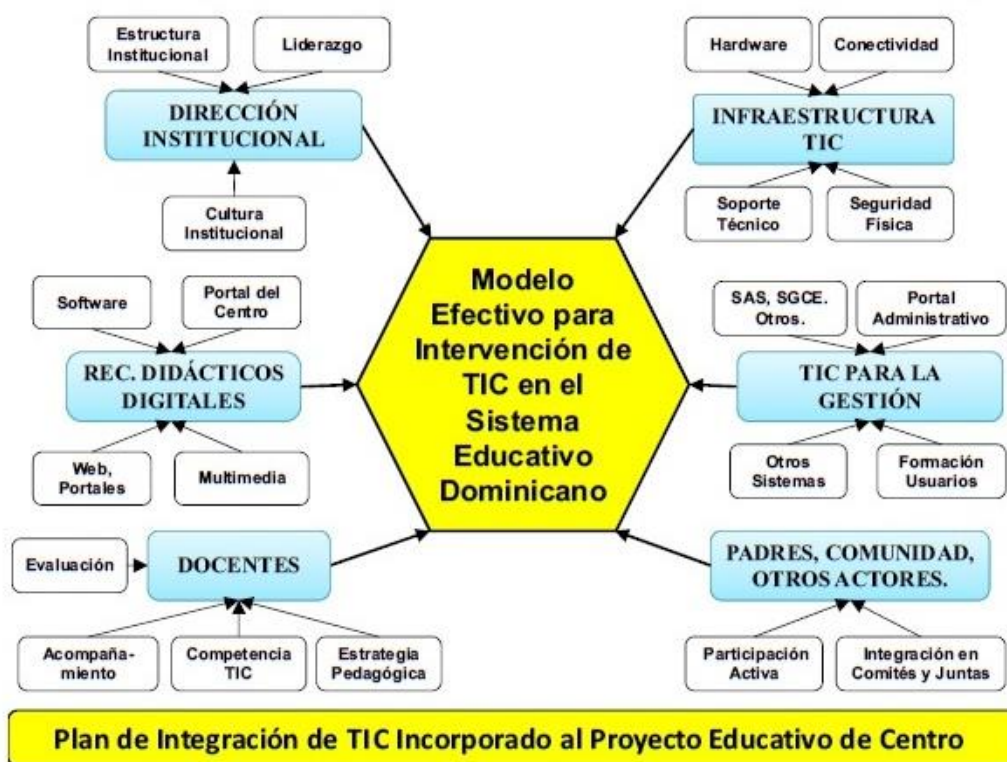 Estructura
Institucional
Liderazgo
DIRECCIÓN
INSTITUCIONAL
Cultura
Institucional
Hardware
Conectividad
INFRAESTRUCTURA
TIC
Soporte
Técnico
Seguridad
Física
Modelo
Efectivo para
Intervención de
TIC en el
Sistema
Educativo
Dominicano
Software
Portal del
Centro
REC. DIDÁCTICOS
DIGITALES
Web,
Portales
Multimedia
SAS, SGCE.
Otros.
Portal
Administrativo
TIC PARA LA
GESTIÓN
Otros
Sistemas
Formación
Usuarios
Evaluación
DOCENTES
Acompaña-
miento
Competencia
TIC
Estrategia
Pedagógica
PADRES, COMUNIDAD,
OTROS ACTORES.
Participación
Activa
Integración en
Comités y Juntas
Plan de Integración de TIC Incorporado al Proyecto Educativo de Centro